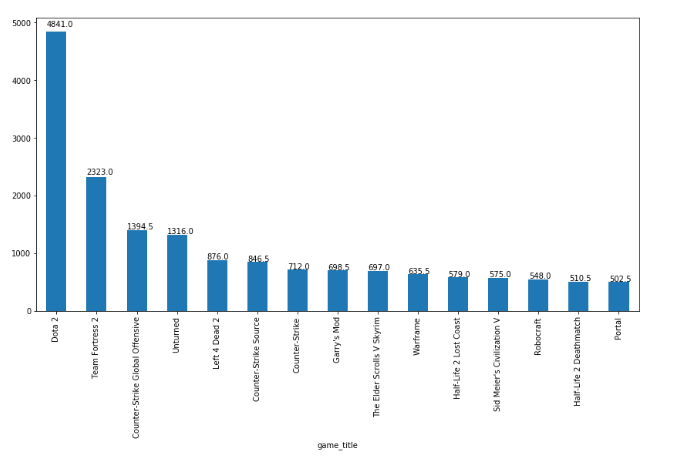 5000
4000
3000
2000
1000
0
4841.0
2323.0
1394.5
1316.0
876.0
846.5
712.0
698.5
697.0
635.5
579.0
575.0
548.0
510.5
502.5
Dota 2
Team Fortress 2
Counter-Strike Global Offensive
Unturned
Left 4 Dead 2
Counter-Strike Source
Counter-Strike
Garry's Mod
The Elder Scrolls V Skyrim
Warframe
Half-Life 2 Lost Coast
Sid Meier's Civilization V
Robocraft
Half-Life 2 Deathmatch
Portal
game_title